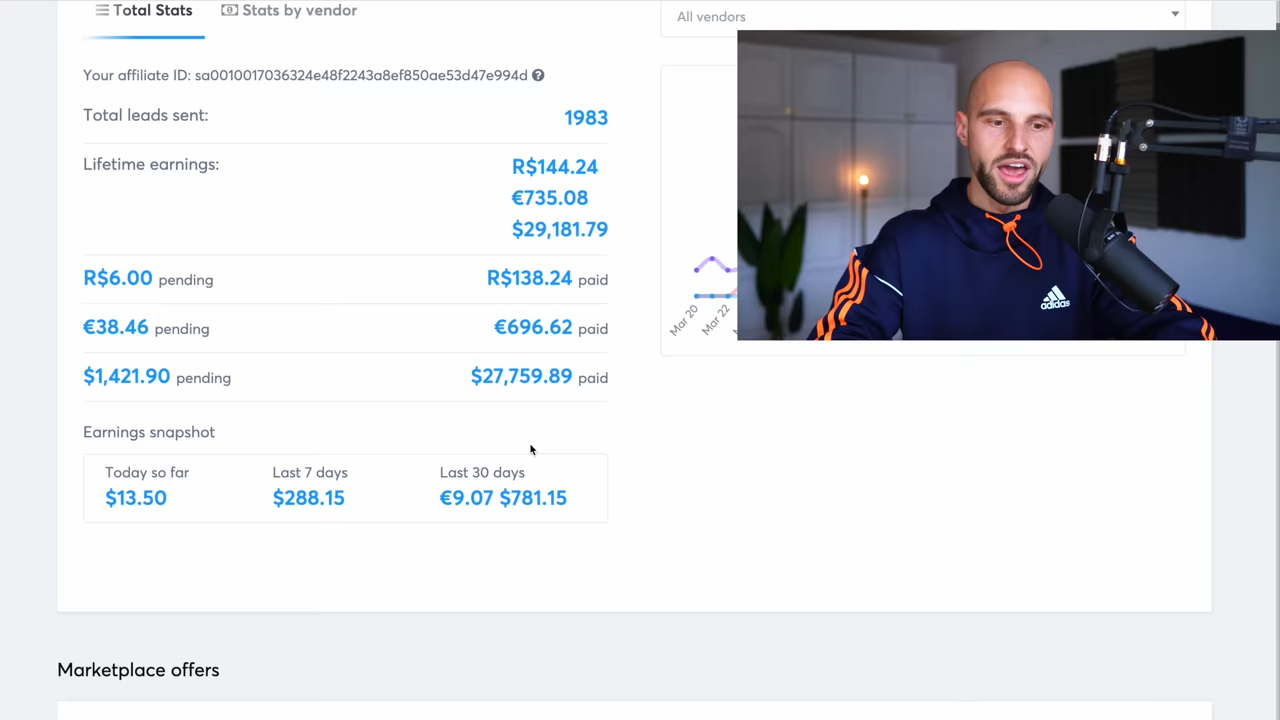 Total Stats
Stats by vendor
All vendors
Your affiliate ID: sa0010017036324e48f2243a8ef850ae53d47e994d ?
Total leads sent:
1983
Lifetime earnings:
R$144.24
€735.08
$29,181.79
R$6.00 pending
R$138.24 paid
€38.46 pending
€696.62 paid
$1,421.90 pending
$27,759.89 paid
Mar 20
Mar 22
adidas
Earnings snapshot
Today so far
Last 7 days
Last 30 days
$13.50
$288.15
€9.07 $781.15
Marketplace offers